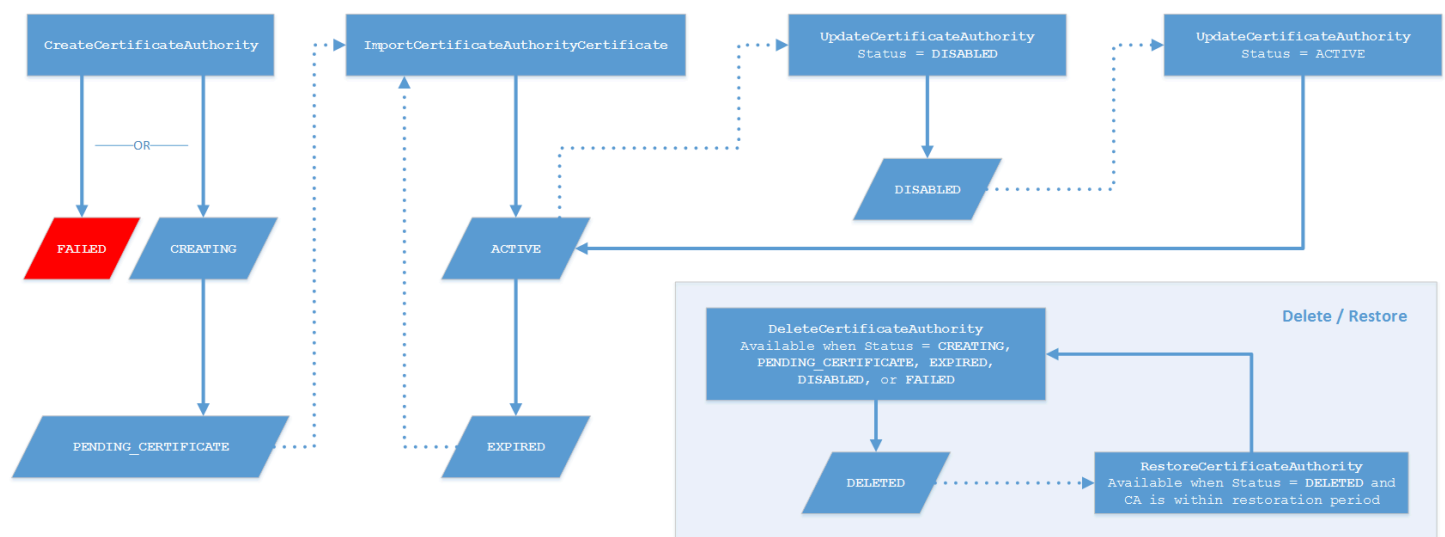 CreateCertificateAuthority
ImportCertificateAuthorityCertificate
UpdateCertificateAuthority
Status = DISABLED
UpdateCertificateAuthority
Status = ACTIVE
OR
DISABLED
FAILED
CREATING
ACTIVE
Delete / Restore
DeleteCertificateAuthority
Available when Status = CREATING,
PENDING_CERTIFICATE, EXPIRED,
DISABLED, or FAILED
PENDING_CERTIFICATE
EXPIRED
DELETED
RestoreCertificateAuthority
Available when Status = DELETED and
CA is within restoration period